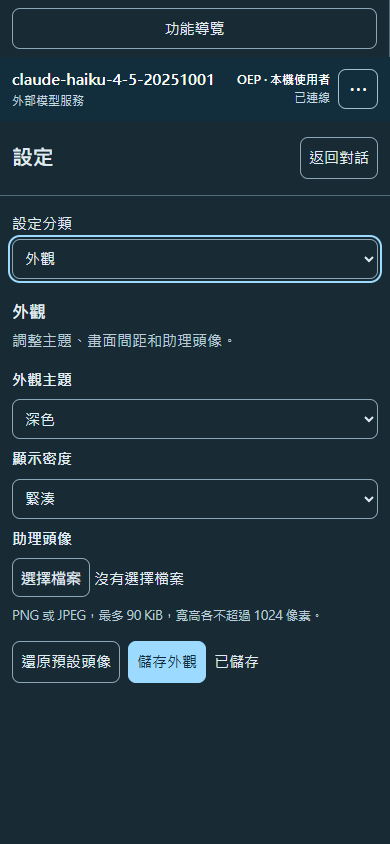 功能導覽
claude-haiku-4-5-20251001
OEP · 本機使用者
外部模型服務
已連線
...
設定
返回對話
設定分類
外觀
外觀
調整主題、畫面間距和助理頭像。
外觀主題
深色
顯示密度
緊湊
助理頭像
選擇檔案 沒有選擇檔案
PNG 或 JPEG，最多 90 KiB，寬高各不超過 1024 像素。
還原預設頭像 儲存外觀 已儲存